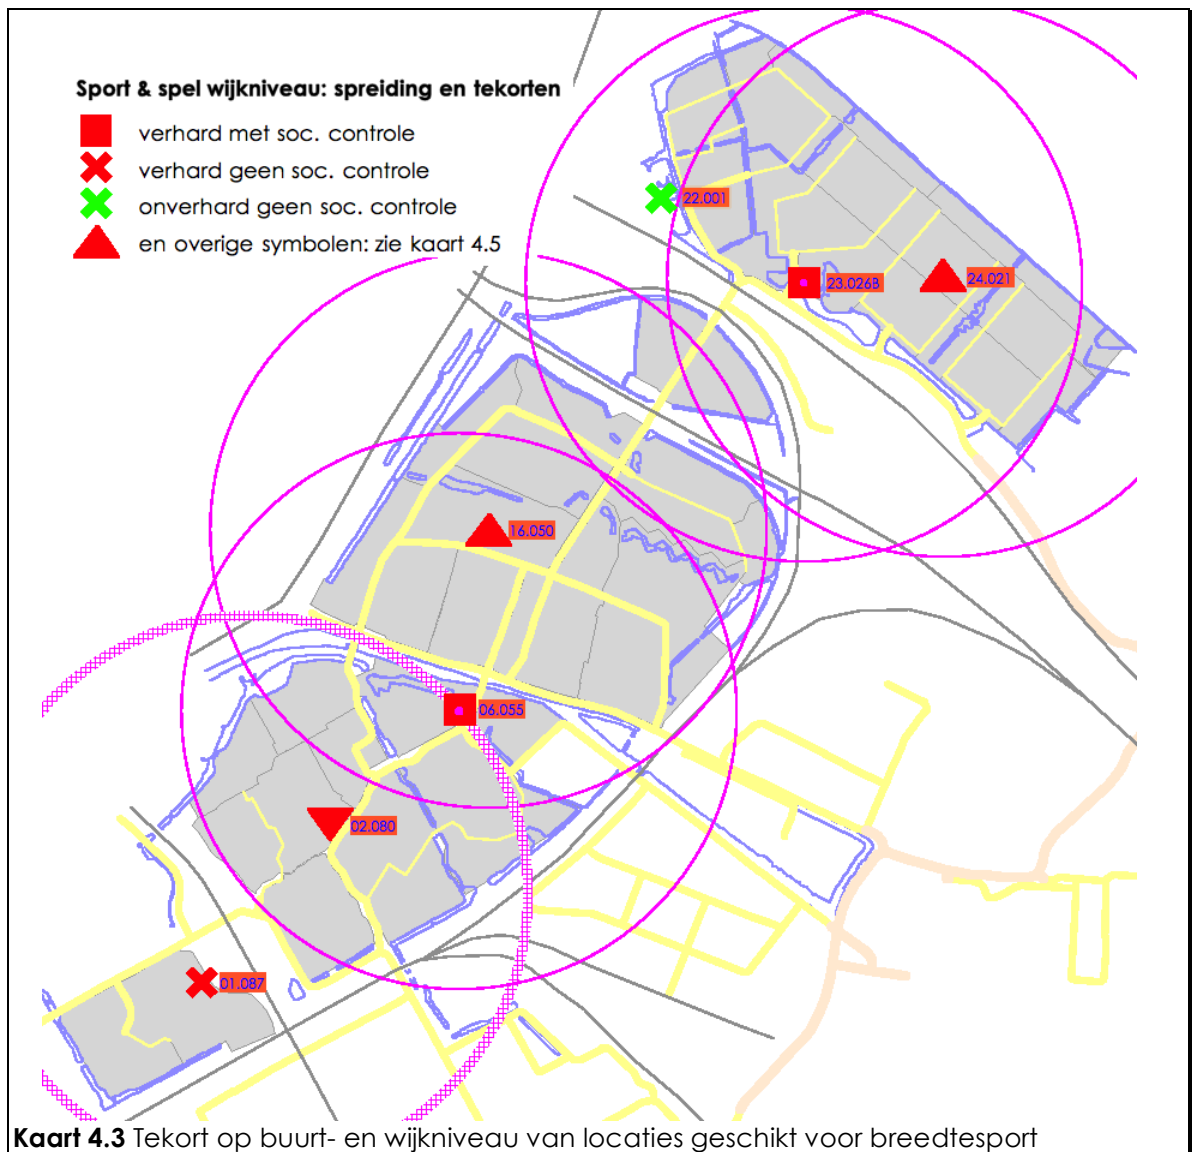 Sport & spel wijkniveau: spreiding en tekorten
verhard met soc. controle
verhard geen soc. controle
onverhard geen soc. controle
en overige symbolen: zie kaart 4.5
22.001
23.026B
24.021
16.050
06.055
02.080
01.087
Kaart 4.3 Tekort op buurt- en wijkniveau van locaties geschikt voor breedtesport